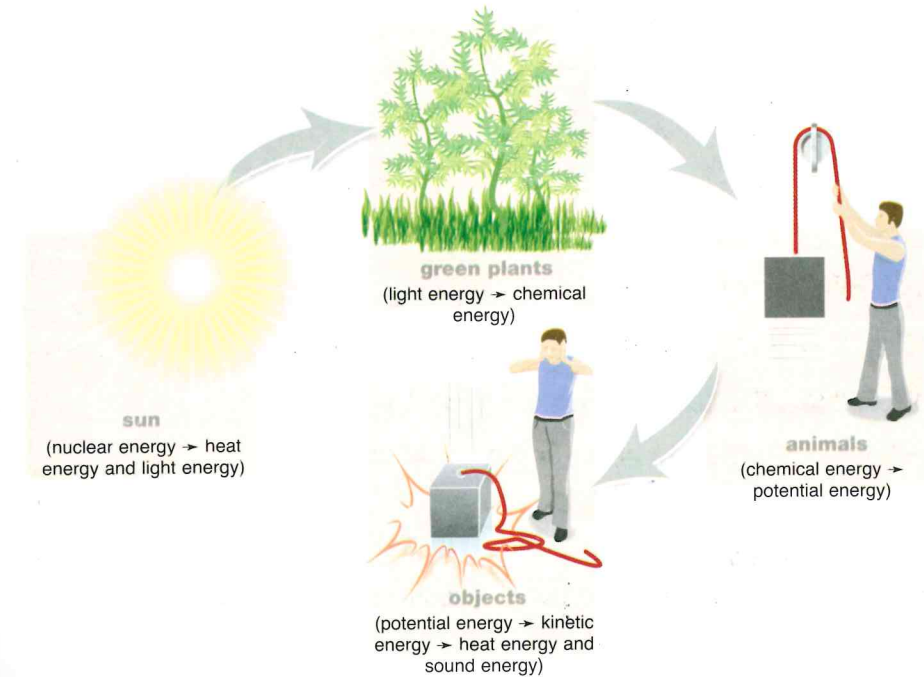 green plants
(light energy → chemical
energy)
sun
(nuclear energy → heat
energy and light energy)
animals
(chemical energy →
potential energy)
objects
(potential energy → kinetic
energy → heat energy and
sound energy)